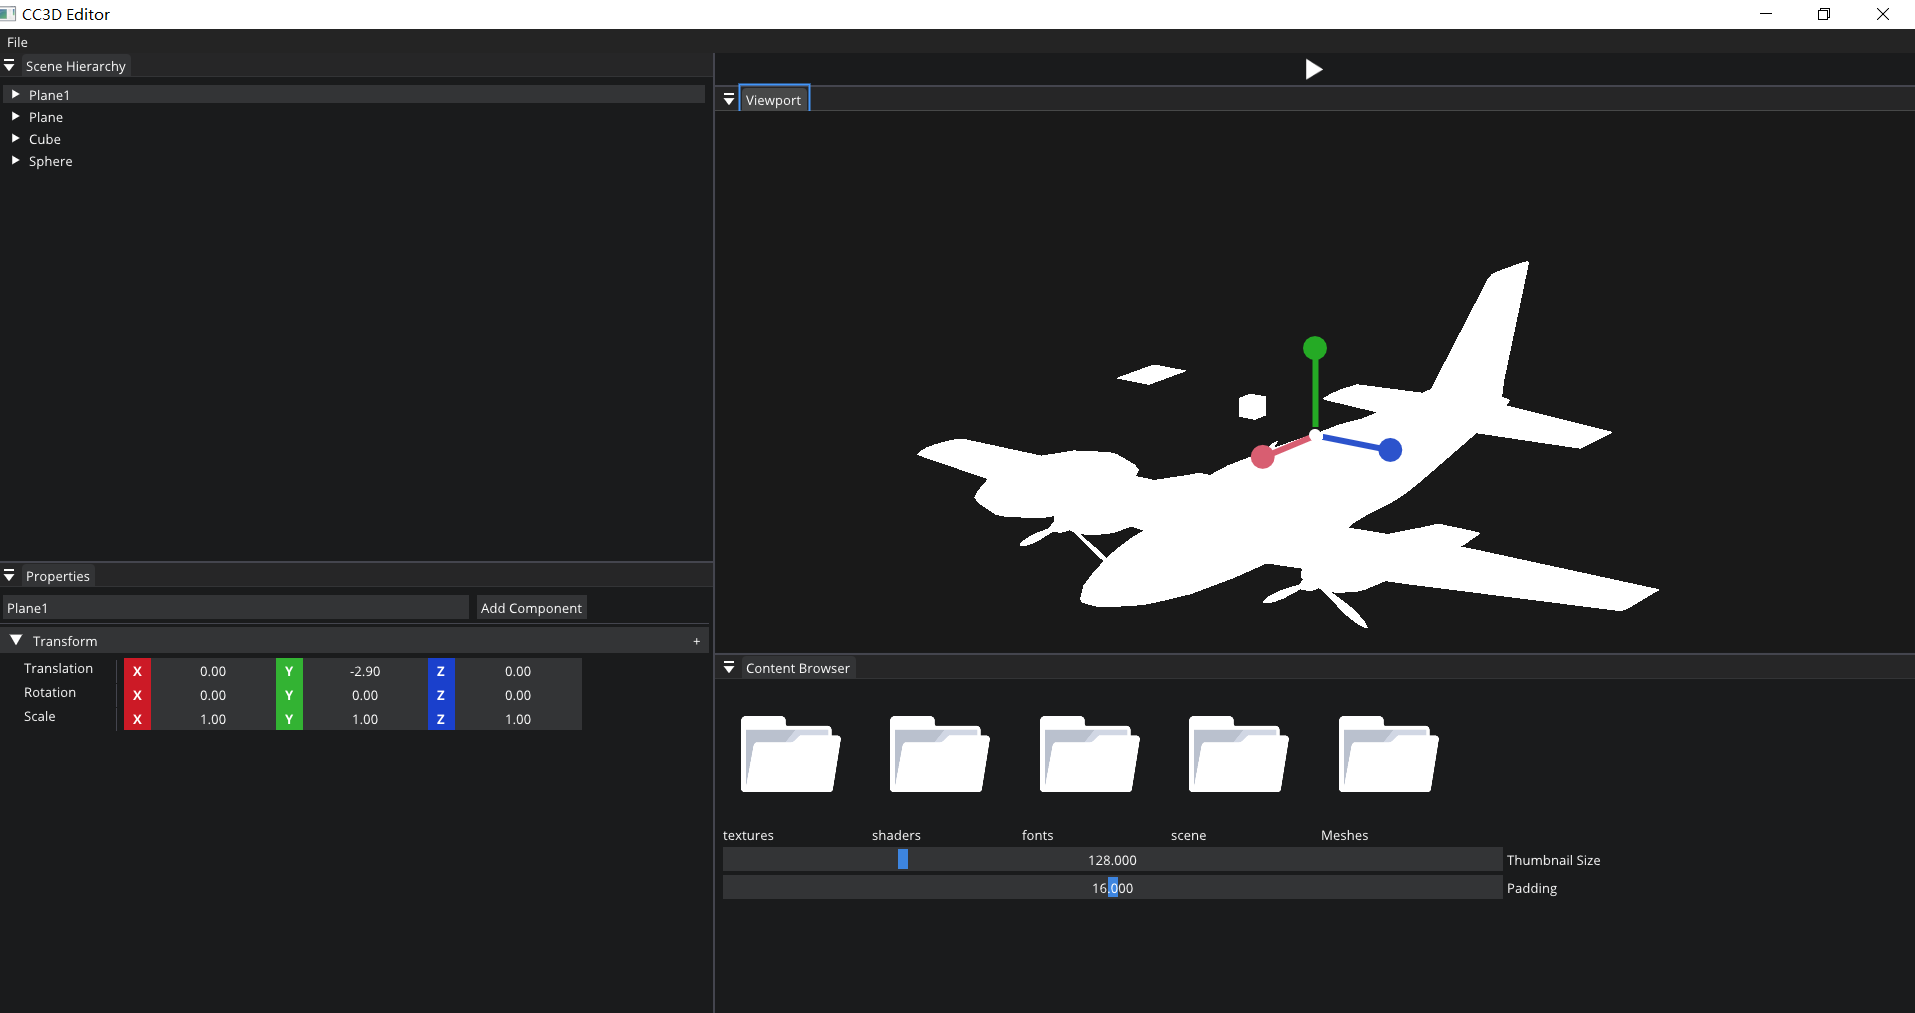 CC3D Editor
File
Scene Hierarchy
Plane1
Plane
Cube
Sphere
Viewport
Properties
Plane1 Add Component
Transform +
Translation X 0.00 Y -2.90 Z 0.00
Rotation X 0.00 Y 0.00 Z 0.00
Scale X 1.00 Y 1.00 Z 1.00
Content Browser
textures shaders fonts scene Meshes
128.000 Thumbnail Size
16.000 Padding